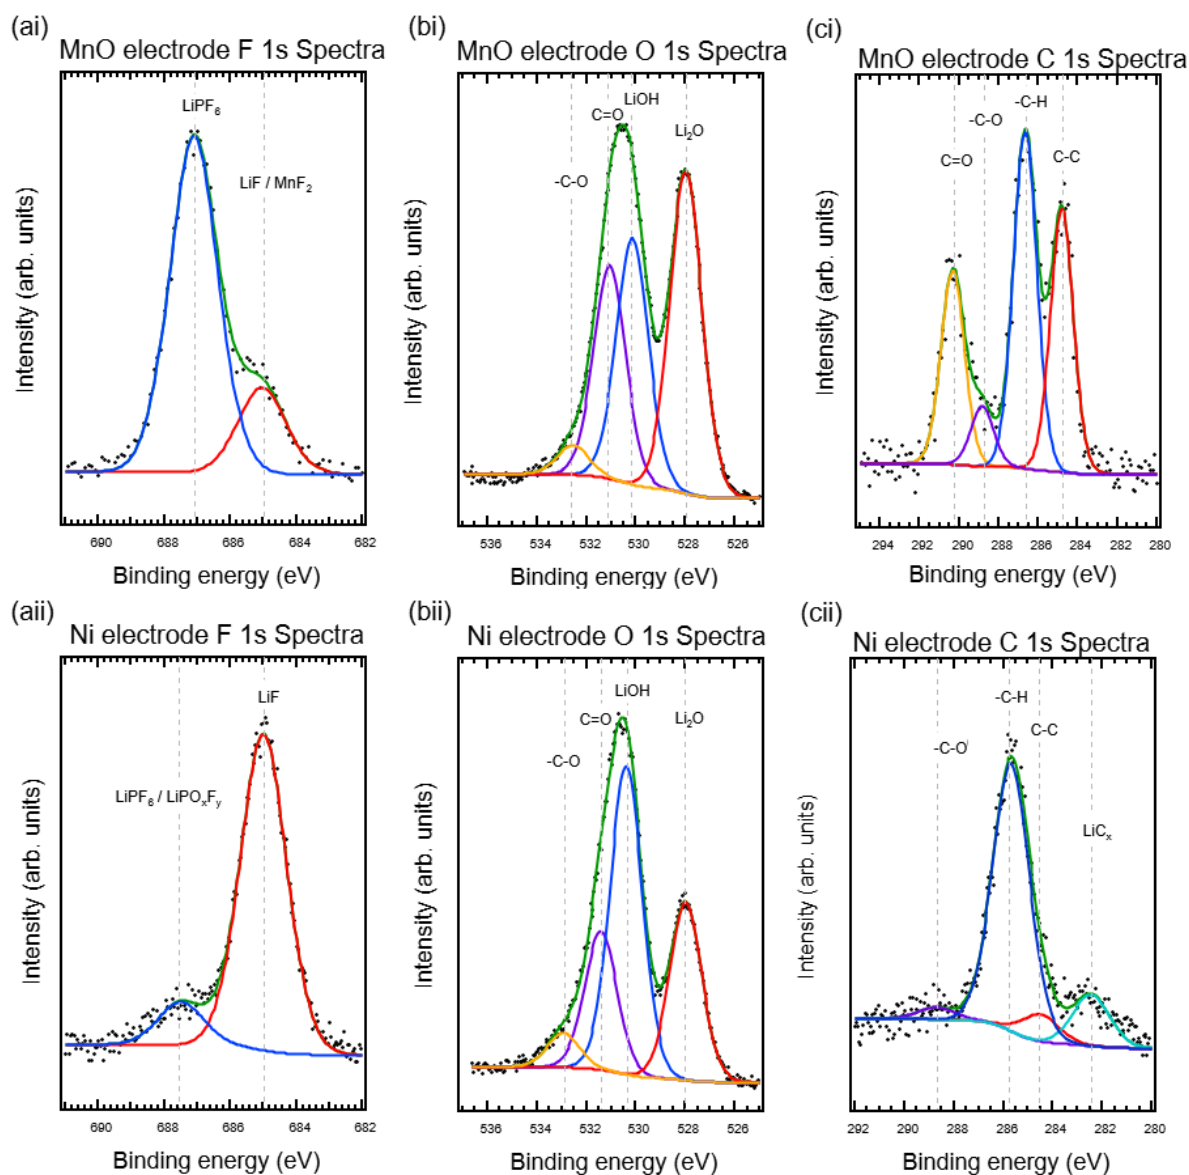 (ai)
MnO electrode F 1s Spectra
LiPF₆
LiF / MnF₂
Intensity (arb. units)
690 688 686 684 682
Binding energy (eV)
(bi)
MnO electrode O 1s Spectra
LiOH
C=O
Li₂O
-C-O
Intensity (arb. units)
536 534 532 530 528 526
Binding energy (eV)
(ci)
MnO electrode C 1s Spectra
-C-H
-C-O
C=O
C-C
Intensity (arb. units)
294 292 290 288 286 284 282 280
Binding energy (eV)
(aii)
Ni electrode F 1s Spectra
LiF
LiPF₆ / LiPOₓFᵧ
Intensity (arb. units)
690 688 686 684 682
Binding energy (eV)
(bii)
Ni electrode O 1s Spectra
LiOH
C=O
Li₂O
-C-O
Intensity (arb. units)
536 534 532 530 528 526
Binding energy (eV)
(cii)
Ni electrode C 1s Spectra
-C-H
C-C
-C-O
LiCₓ
Intensity (arb. units)
292 290 288 286 284 282 280
Binding energy (eV)